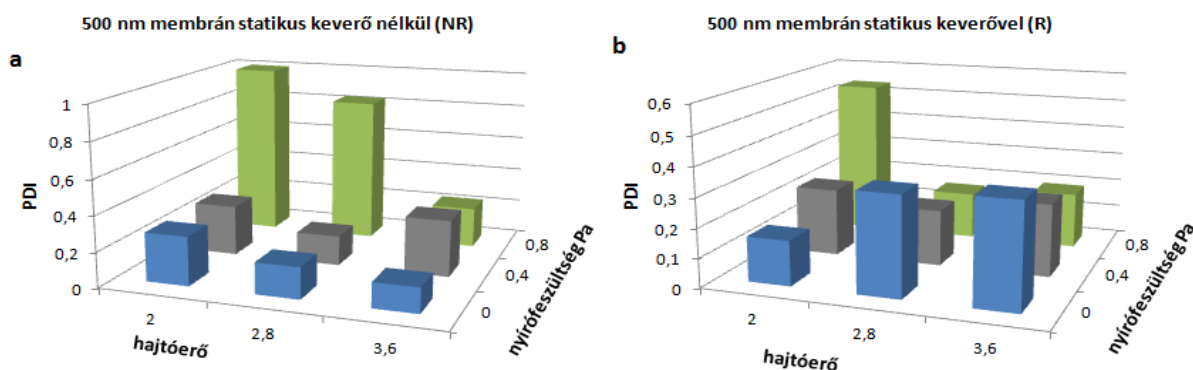 500 nm membrán statikus keverő nélkül (NR)
a
1
0,8
0,6
0,4
0,2
0
PDI
2
2,8
3,6
hajtóerő
0
0,4
0,8
nyírófeszültség Pa
500 nm membrán statikus keverővel (R)
b
0,6
0,5
0,4
0,3
0,2
0,1
0
PDI
2
2,8
3,6
hajtóerő
0
0,4
0,8
nyírófeszültség Pa